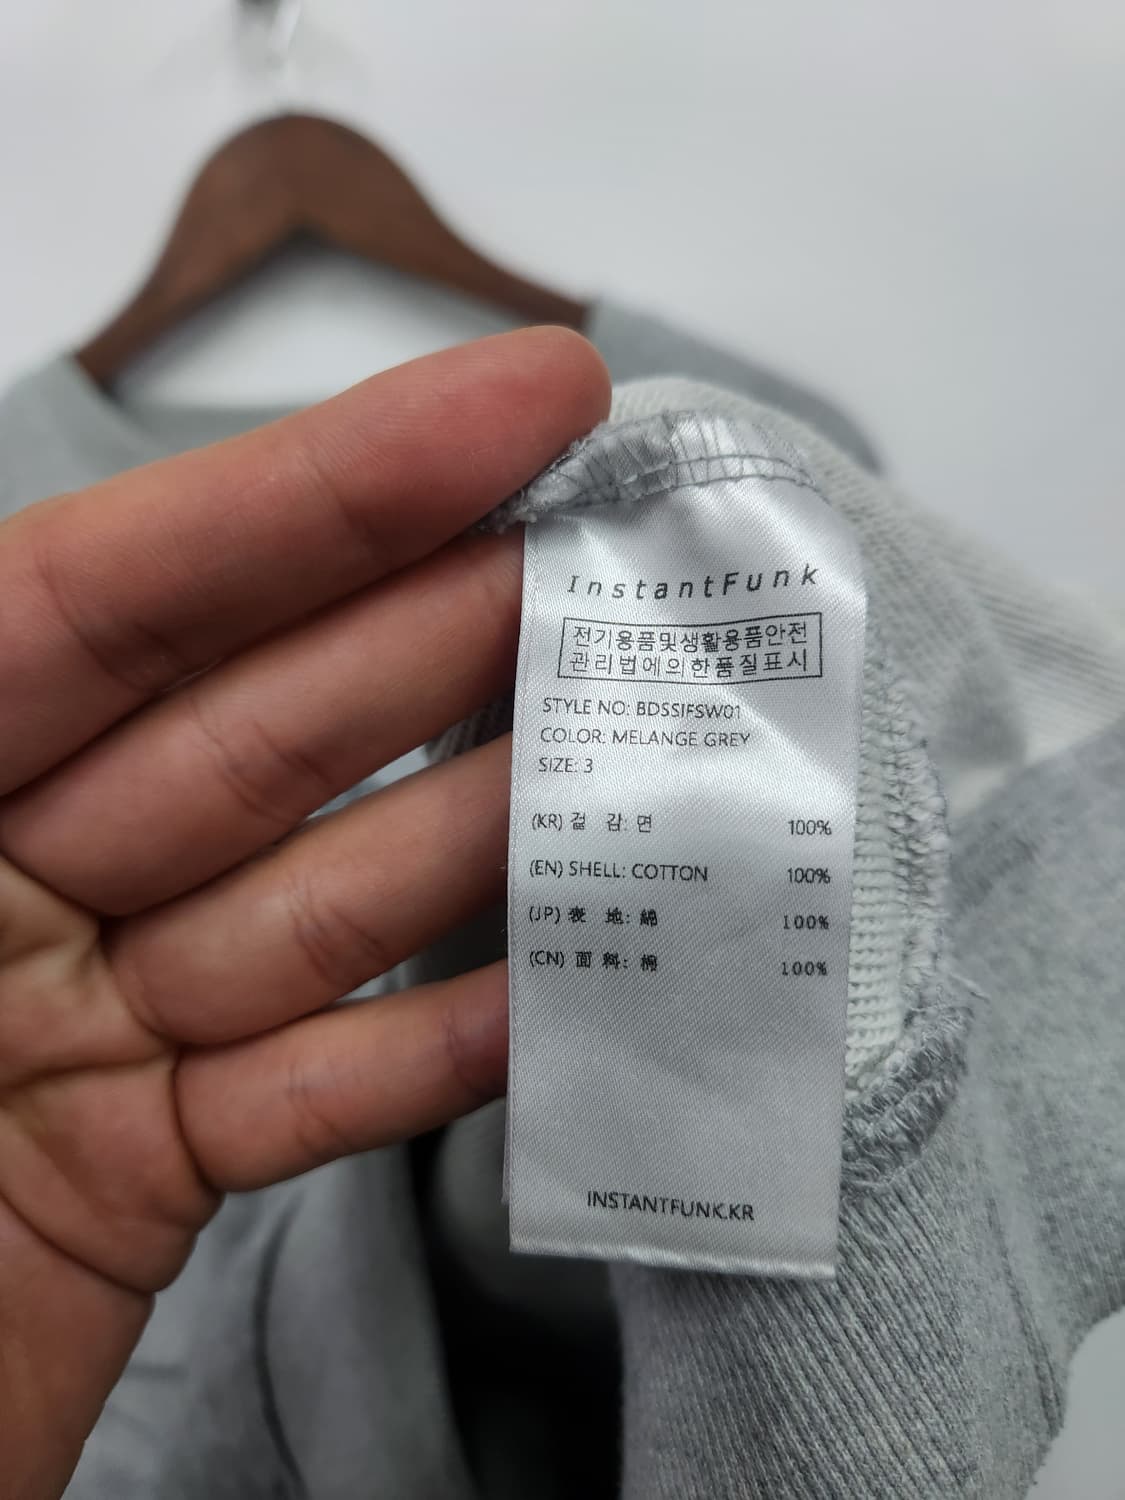 InstantFunk
전기용품및생활용품안전
관리법에의한품질표시
STYLE NO: BDSSIFSW01
COLOR: MELANGE GREY
SIZE: 3
(KR) 겉 감: 면 100%
(EN) SHELL: COTTON 100%
(JP) 表 地: 綿 100%
(CN) 面 料: 棉 100%
INSTANTFUNK.KR